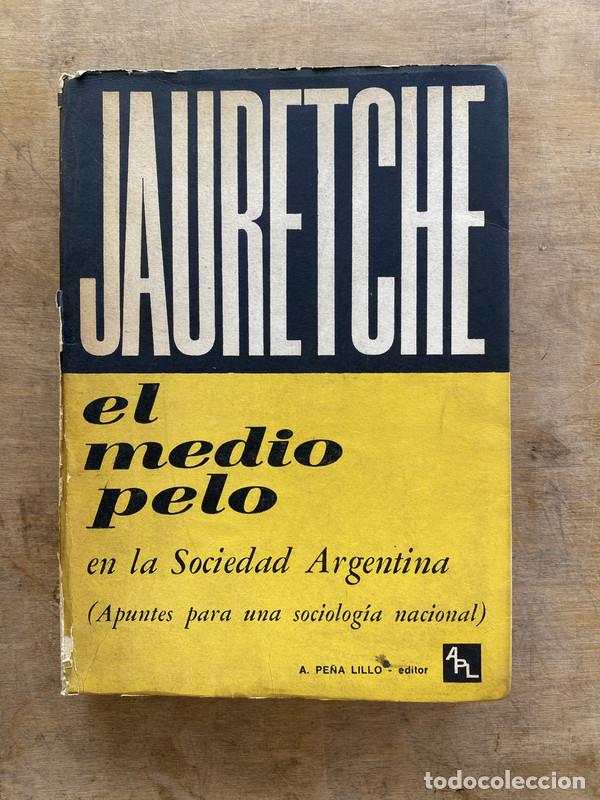 JAURETCHE
el
medio
pelo
en la Sociedad Argentina
(Apuntes para una sociología nacional)
A. PEÑA LILLO - editor
APL
todocoleccion